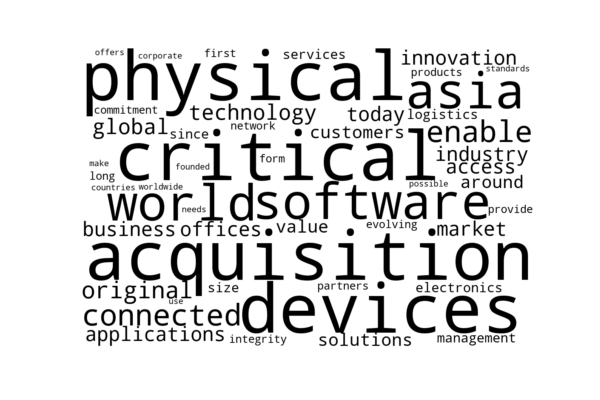 offers corporate first services innovation
physical asia products standards
commitment technology today logistics
global since network customers enable
critical industry
make founded form access
long possible around
countries worldwide
world software needs provide
business offices value evolving market
acquisition
original use size partners electronics
connected devices
applications integrity solutions management